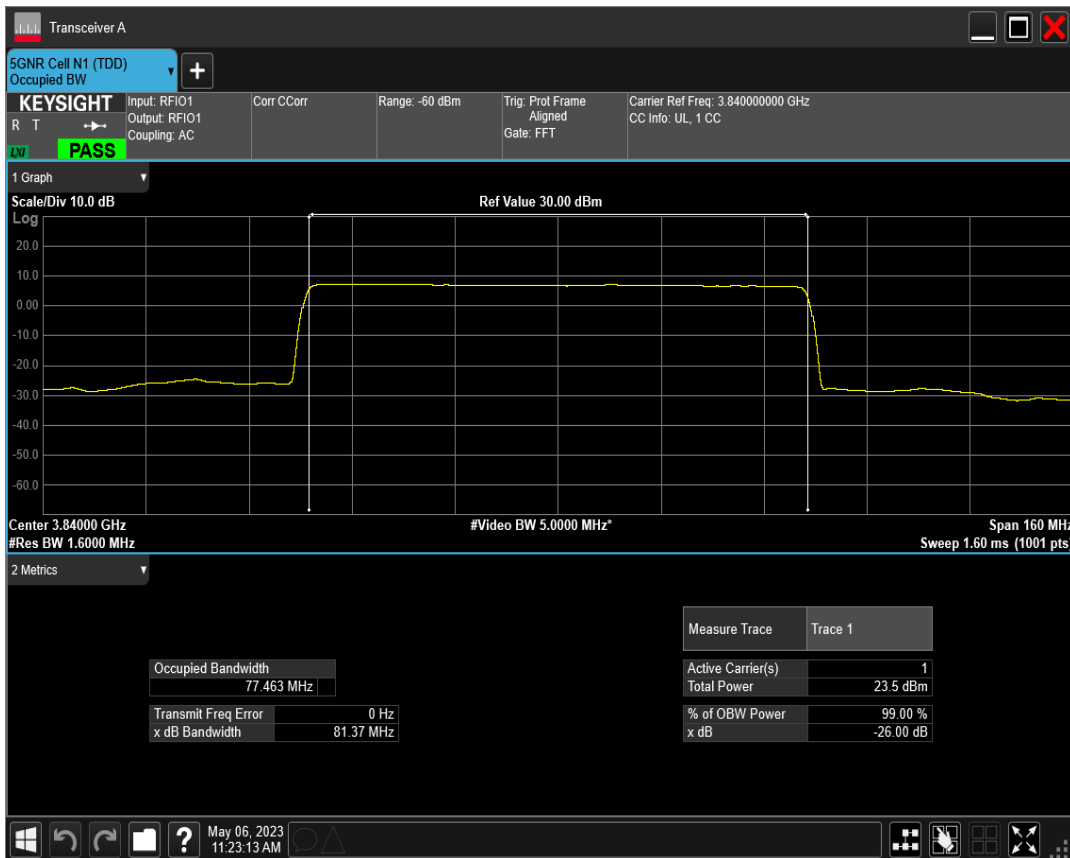 Transceiver A
5GNR Cell N1 (TDD)
Occupied BW
+
KEYSIGHT
R T
LXI
PASS
Input: RFIO1
Output: RFIO1
Coupling: AC
Corr CCorr
Range: -60 dBm
Trig: Prot Frame
Aligned
Gate: FFT
Carrier Ref Freq: 3.840000000 GHz
CC Info: UL, 1 CC
1 Graph
Scale/Div 10.0 dB
Ref Value 30.00 dBm
Log
20.0
10.0
0.00
-10.0
-20.0
-30.0
-40.0
-50.0
-60.0
Center 3.84000 GHz
#Video BW 5.0000 MHz*
Span 160 MHz
#Res BW 1.6000 MHz
Sweep 1.60 ms (1001 pts)
2 Metrics
Measure Trace Trace 1
Occupied Bandwidth
77.463 MHz
Active Carrier(s) 1
Total Power 23.5 dBm
Transmit Freq Error 0 Hz
x dB Bandwidth 81.37 MHz
% of OBW Power 99.00 %
x dB -26.00 dB
?
May 06, 2023
11:23:13 AM